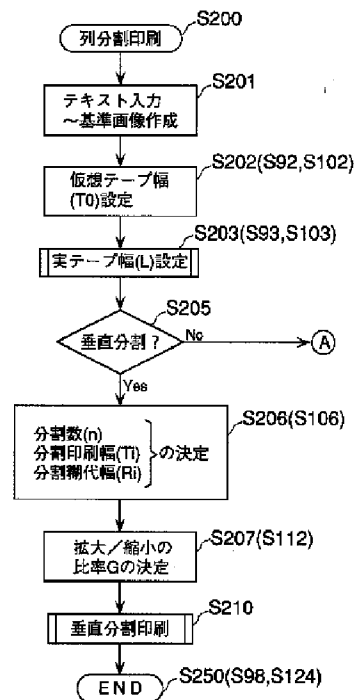 S200
列分割印刷
S201
テキスト入力
～基準画像作成
S202(S92,S102)
仮想テープ幅
(T0)設定
S203(S93,S103)
実テープ幅(L)設定
S205
垂直分割？
No
A
Yes
S206(S106)
分割数(n)
分割印刷幅(Ti)
分割糊代幅(Ri)
の決定
S207(S112)
拡大／縮小の
比率Gの決定
S210
垂直分割印刷
S250(S98,S124)
END